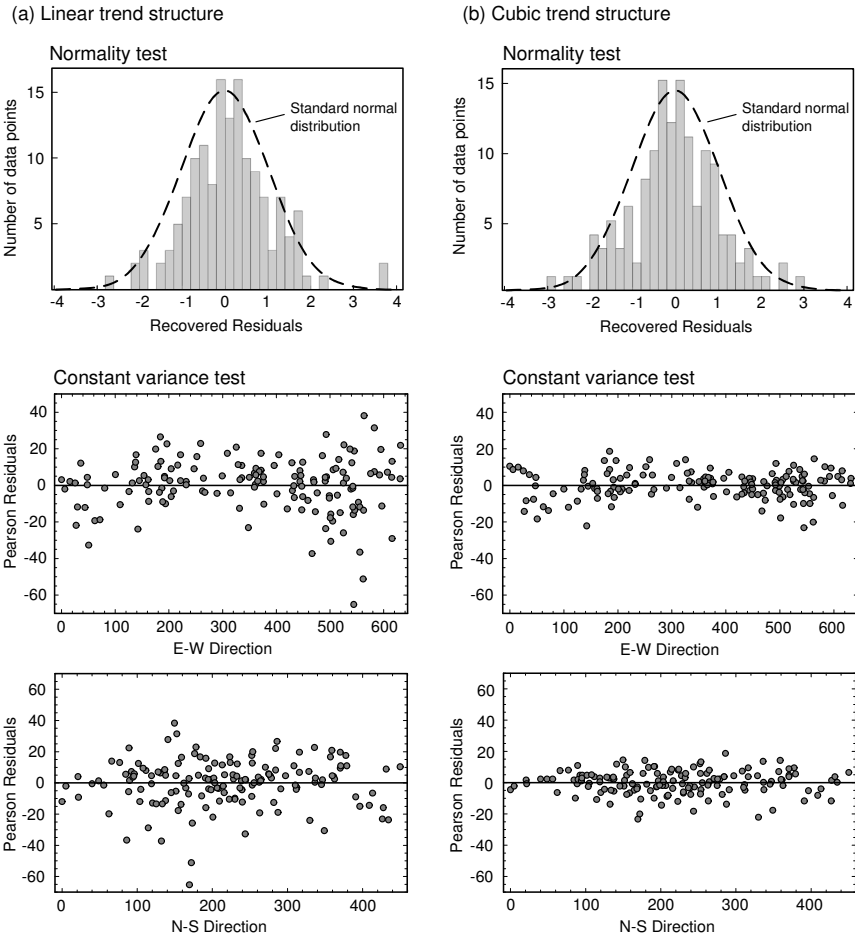 (a) Linear trend structure
(b) Cubic trend structure
Normality test
Number of data points
15
10
5
Standard normal
distribution
-4 -3 -2 -1 0 1 2 3 4
Recovered Residuals
Normality test
Number of data points
15
10
5
Standard normal
distribution
-4 -3 -2 -1 0 1 2 3 4
Recovered Residuals
Constant variance test
Pearson Residuals
40
20
0
-20
-40
-60
0 100 200 300 400 500 600
E-W Direction
Constant variance test
Pearson Residuals
40
20
0
-20
-40
-60
0 100 200 300 400 500 600
E-W Direction
Pearson Residuals
60
40
20
0
-20
-40
-60
0 100 200 300 400
N-S Direction
Pearson Residuals
60
40
20
0
-20
-40
-60
0 100 200 300 400
N-S Direction